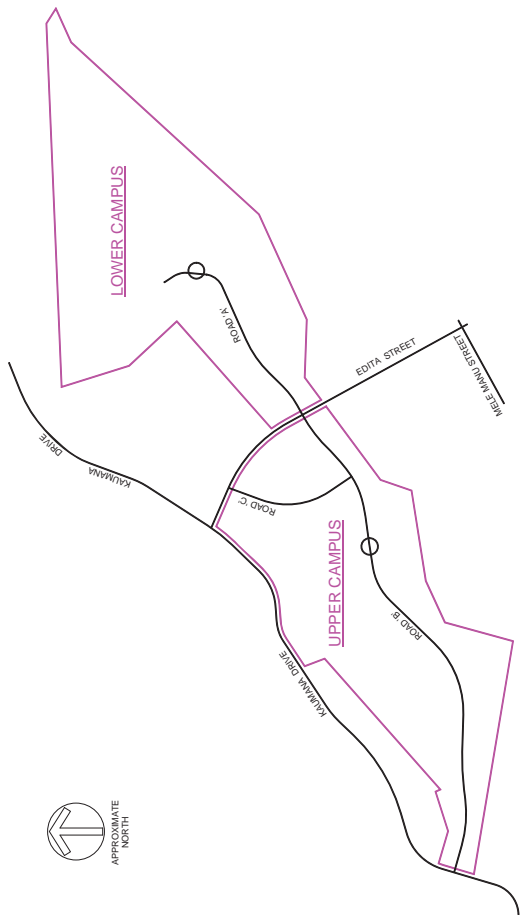 LOWER CAMPUS
ROAD 'A'
EDITA STREET
MELE MANU STREET
DRIVE
KAUMANA
ROAD 'C'
UPPER CAMPUS
ROAD 'B'
KAUMANA DRIVE
APPROXIMATE
NORTH